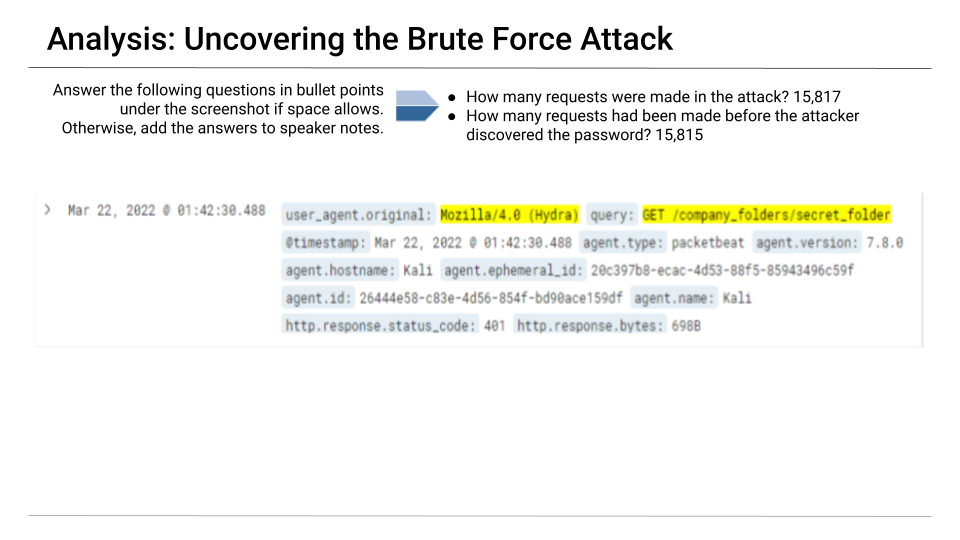 Analysis: Uncovering the Brute Force Attack
Answer the following questions in bullet points
under the screenshot if space allows.
Otherwise, add the answers to speaker notes.
● How many requests were made in the attack? 15,817
● How many requests had been made before the attacker
discovered the password? 15,815
> Mar 22, 2022 @ 01:42:30.488
user_agent.original: Mozilla/4.0 (Hydra) query: GET /company_folders/secret_folder
@timestamp: Mar 22, 2022 @ 01:42:30.488 agent.type: packetbeat agent.version: 7.8.0
agent.hostname: Kali agent.ephemeral_id: 20c397b8-ecac-4d53-88f5-85943496c59f
agent.id: 26444e58-c83e-4d56-854f-bd90ace159df agent.name: Kali
http.response.status_code: 401 http.response.bytes: 698B